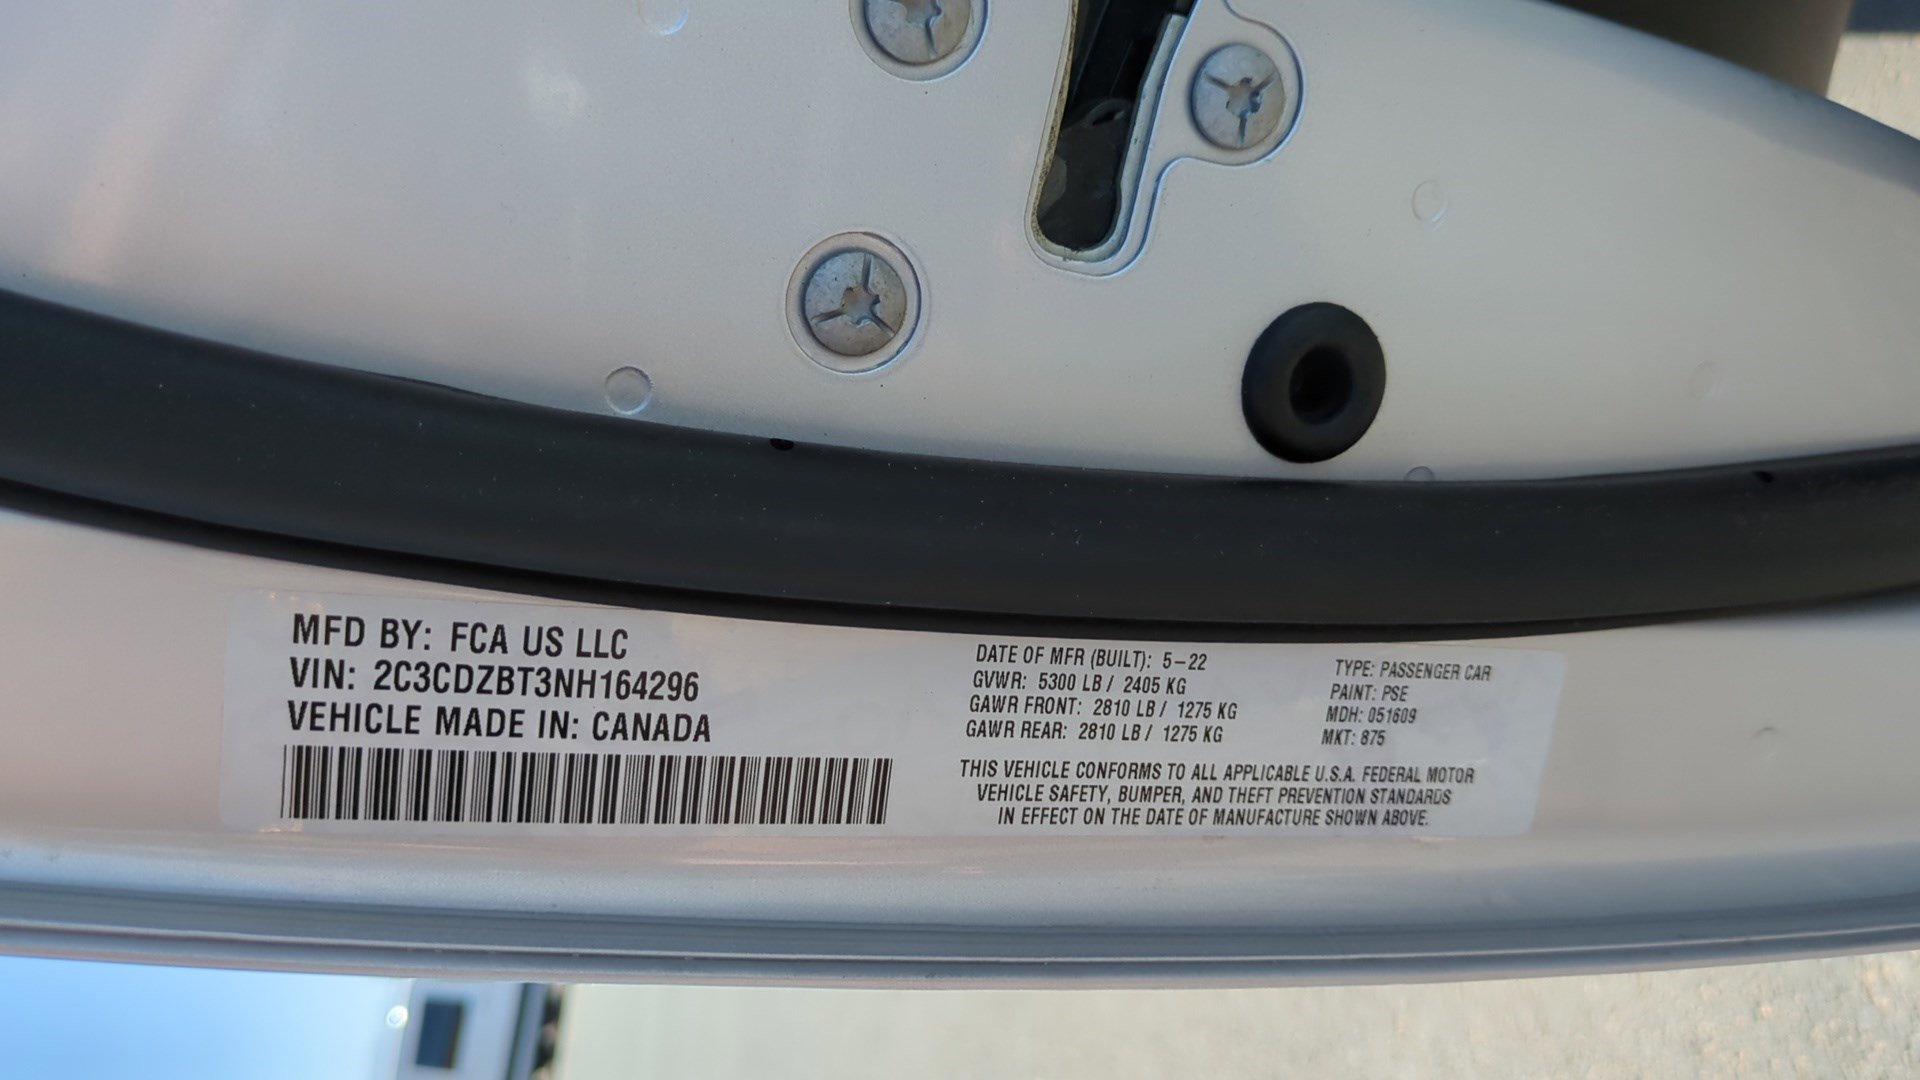 MFD BY: FCA US LLC
VIN: 2C3CDZBT3NH164296
VEHICLE MADE IN: CANADA
DATE OF MFR (BUILT): 5-22
GVWR: 5300 LB / 2405 KG
GAWR FRONT: 2810 LB / 1275 KG
GAWR REAR: 2810 LB / 1275 KG
TYPE: PASSENGER CAR
PAINT: PSE
MDH: 051609
MKT: 875
THIS VEHICLE CONFORMS TO ALL APPLICABLE U.S.A. FEDERAL MOTOR
VEHICLE SAFETY, BUMPER, AND THEFT PREVENTION STANDARDS
IN EFFECT ON THE DATE OF MANUFACTURE SHOWN ABOVE.